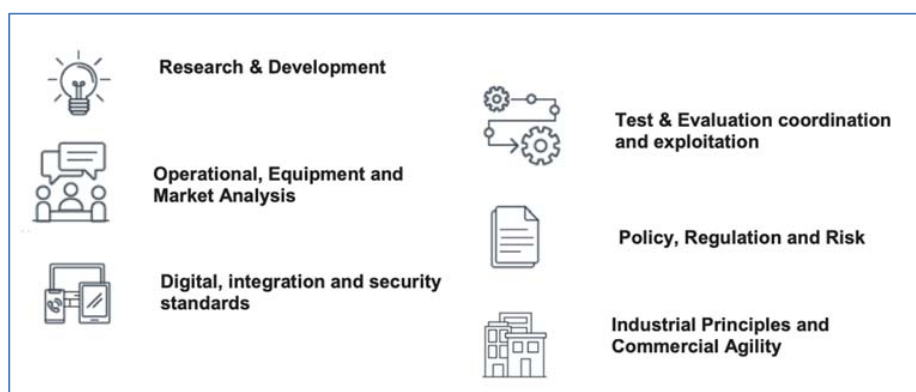 Research & Development
Operational, Equipment and
Market Analysis
Digital, integration and security
standards
Test & Evaluation coordination
and exploitation
Policy, Regulation and Risk
Industrial Principles and
Commercial Agility